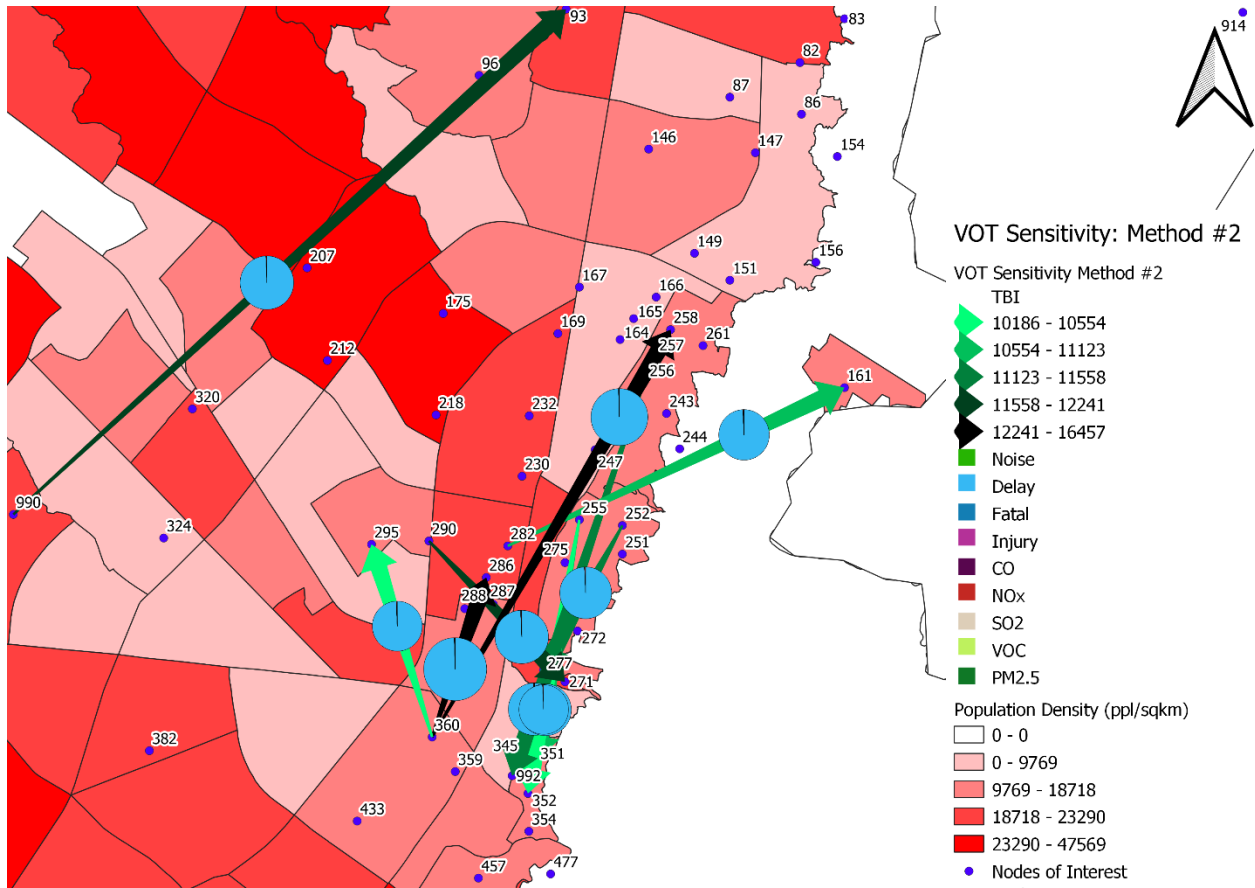 93
83
914
96
82
87
86
146
147
154
149
156
207
151
167
166
175
165
258
169
164
261
257
212
256
161
320
218
232
243
244
247
230
990
255
252
324
295
290
282
275
251
286
288
287
272
277
271
360
382
345
351
359
992
352
433
354
457
477
VOT Sensitivity: Method #2
VOT Sensitivity Method #2
TBI
10186 - 10554
10554 - 11123
11123 - 11558
11558 - 12241
12241 - 16457
Noise
Delay
Fatal
Injury
CO
NOx
SO2
VOC
PM2.5
Population Density (ppl/sqkm)
0 - 0
0 - 9769
9769 - 18718
18718 - 23290
23290 - 47569
Nodes of Interest